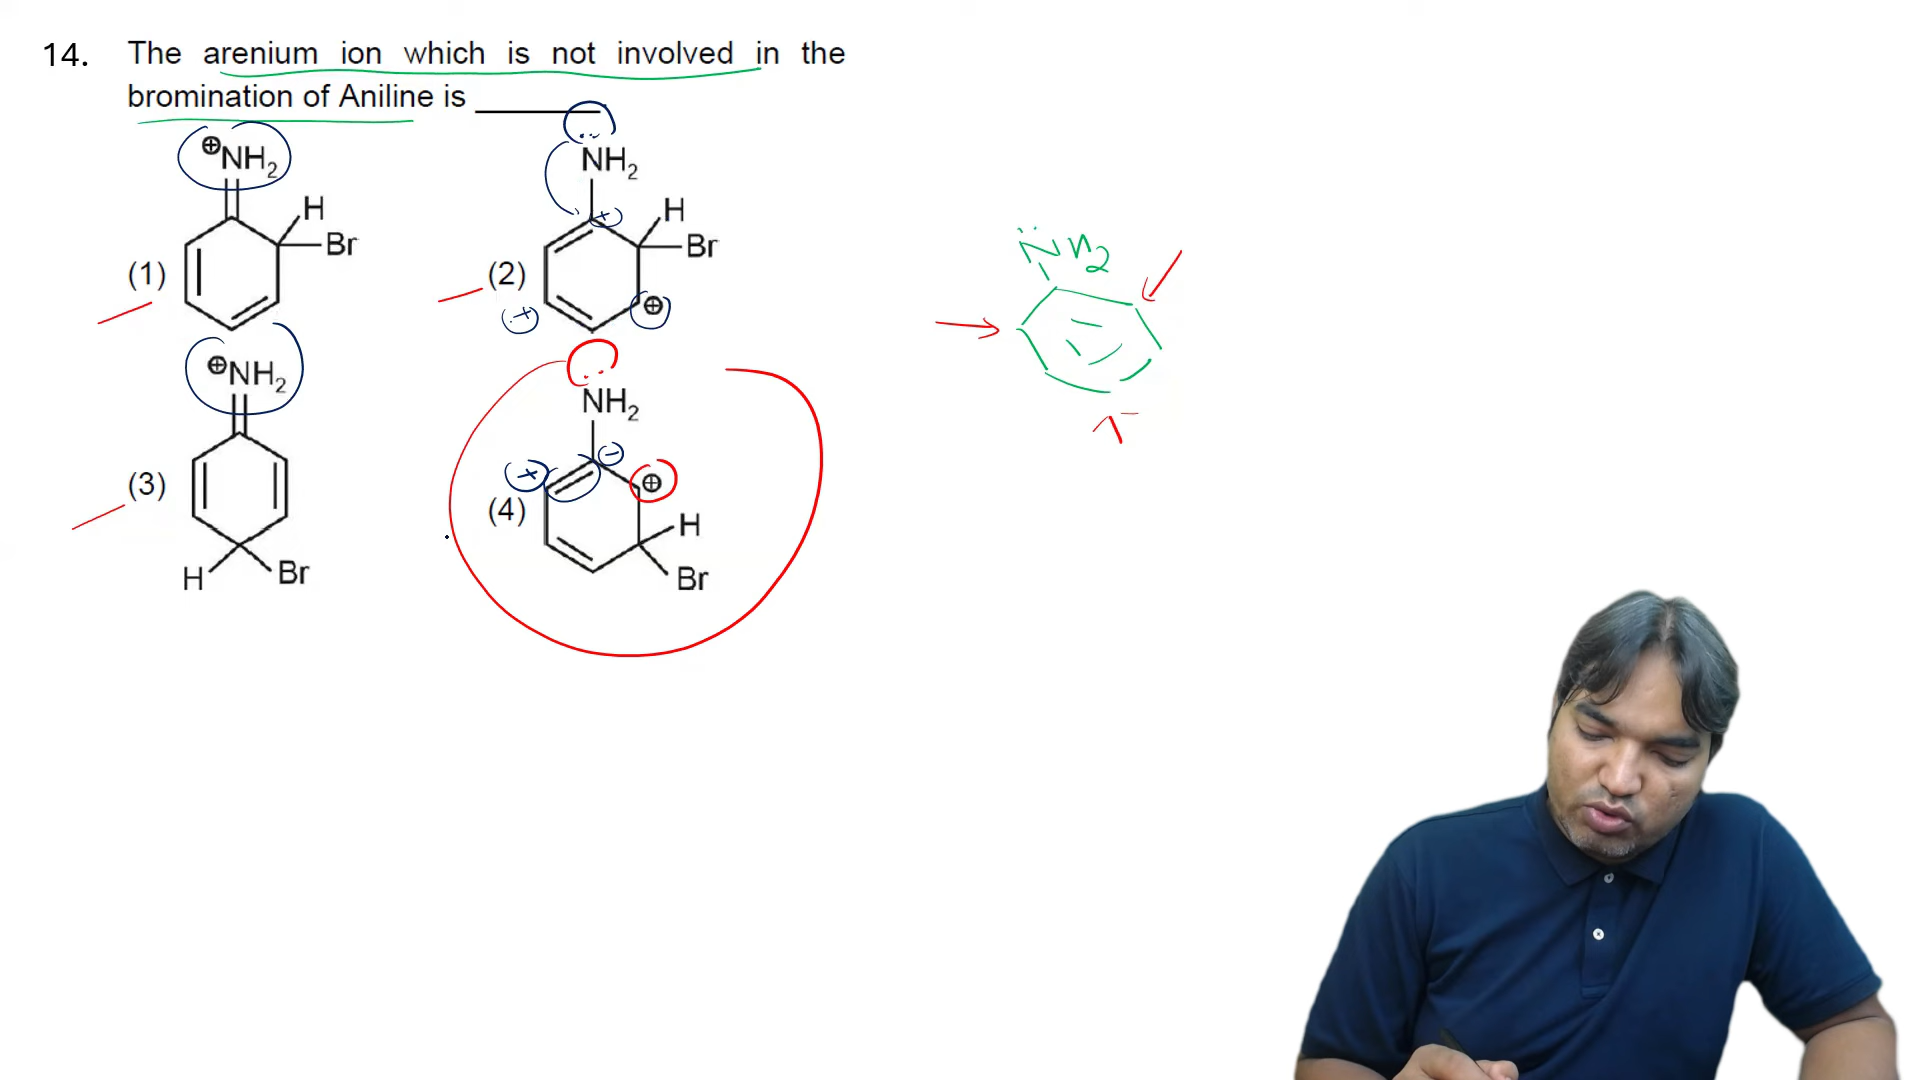 14. The arenium ion which is not involved in the
bromination of Aniline is ________
⊕NH2
H
Br
(1)
NH2
H
Br
(2)
⊕
⊕NH2
(3)
H
Br
NH2
⊕
(4)
H
Br
NH2